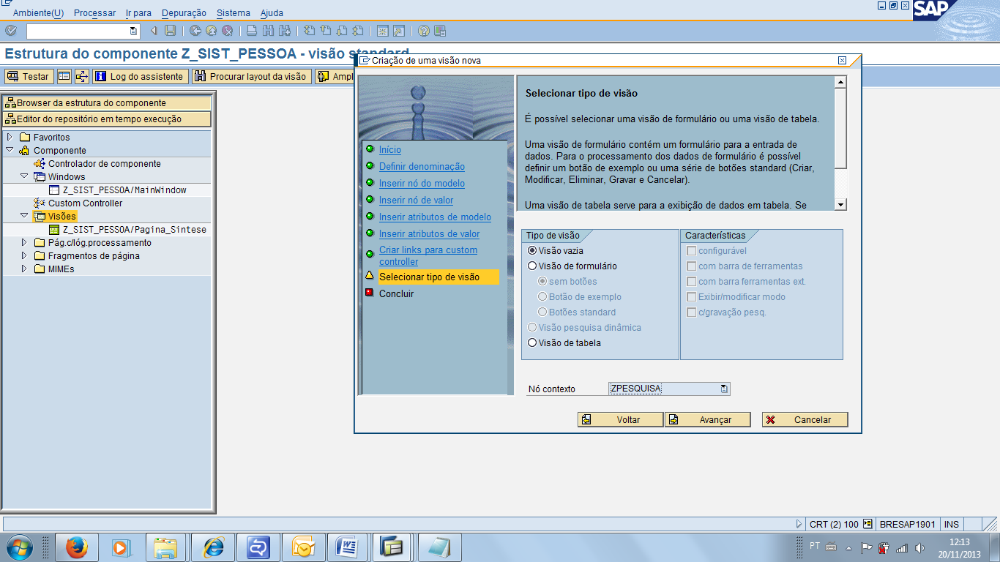 Ambiente(U) Processar Ir para Depuração Sistema Ajuda
SAP
Estrutura do componente Z_SIST_PESSOA - visão standard
Testar Log do assistente Procurar layout da visão Ampl
Browser da estrutura do componente
Editor do repositório em tempo execução
Favoritos
Componente
Controlador de componente
Windows
Z_SIST_PESSOA/MainWindow
Custom Controller
Visões
Z_SIST_PESSOA/Pagina_Sintese
Pág.c/lóg.processamento
Fragmentos de página
MIMEs
Criação de uma visão nova
Início
Definir denominação
Inserir nó do modelo
Inserir nó de valor
Inserir atributos de modelo
Inserir atributos de valor
Criar links para custom
controller
Selecionar tipo de visão
Concluir
Selecionar tipo de visão
É possível selecionar uma visão de formulário ou uma visão de tabela.
Uma visão de formulário contém um formulário para a entrada de
dados. Para o processamento dos dados de formulário é possível
definir um botão de exemplo ou uma série de botões standard (Criar,
Modificar, Eliminar, Gravar e Cancelar).
Uma visão de tabela serve para a exibição de dados em tabela. Se
Tipo de visão
Visão vazia
Visão de formulário
sem botões
Botão de exemplo
Botões standard
Visão pesquisa dinâmica
Visão de tabela
Características
configurável
com barra de ferramentas
com barra ferramentas ext.
Exibir/modificar modo
c/gravação pesq.
Nó contexto ZPESQUISA
Voltar Avançar Cancelar
CRT (2) 100 BRESAP1901 INS
PT 12:13
20/11/2013